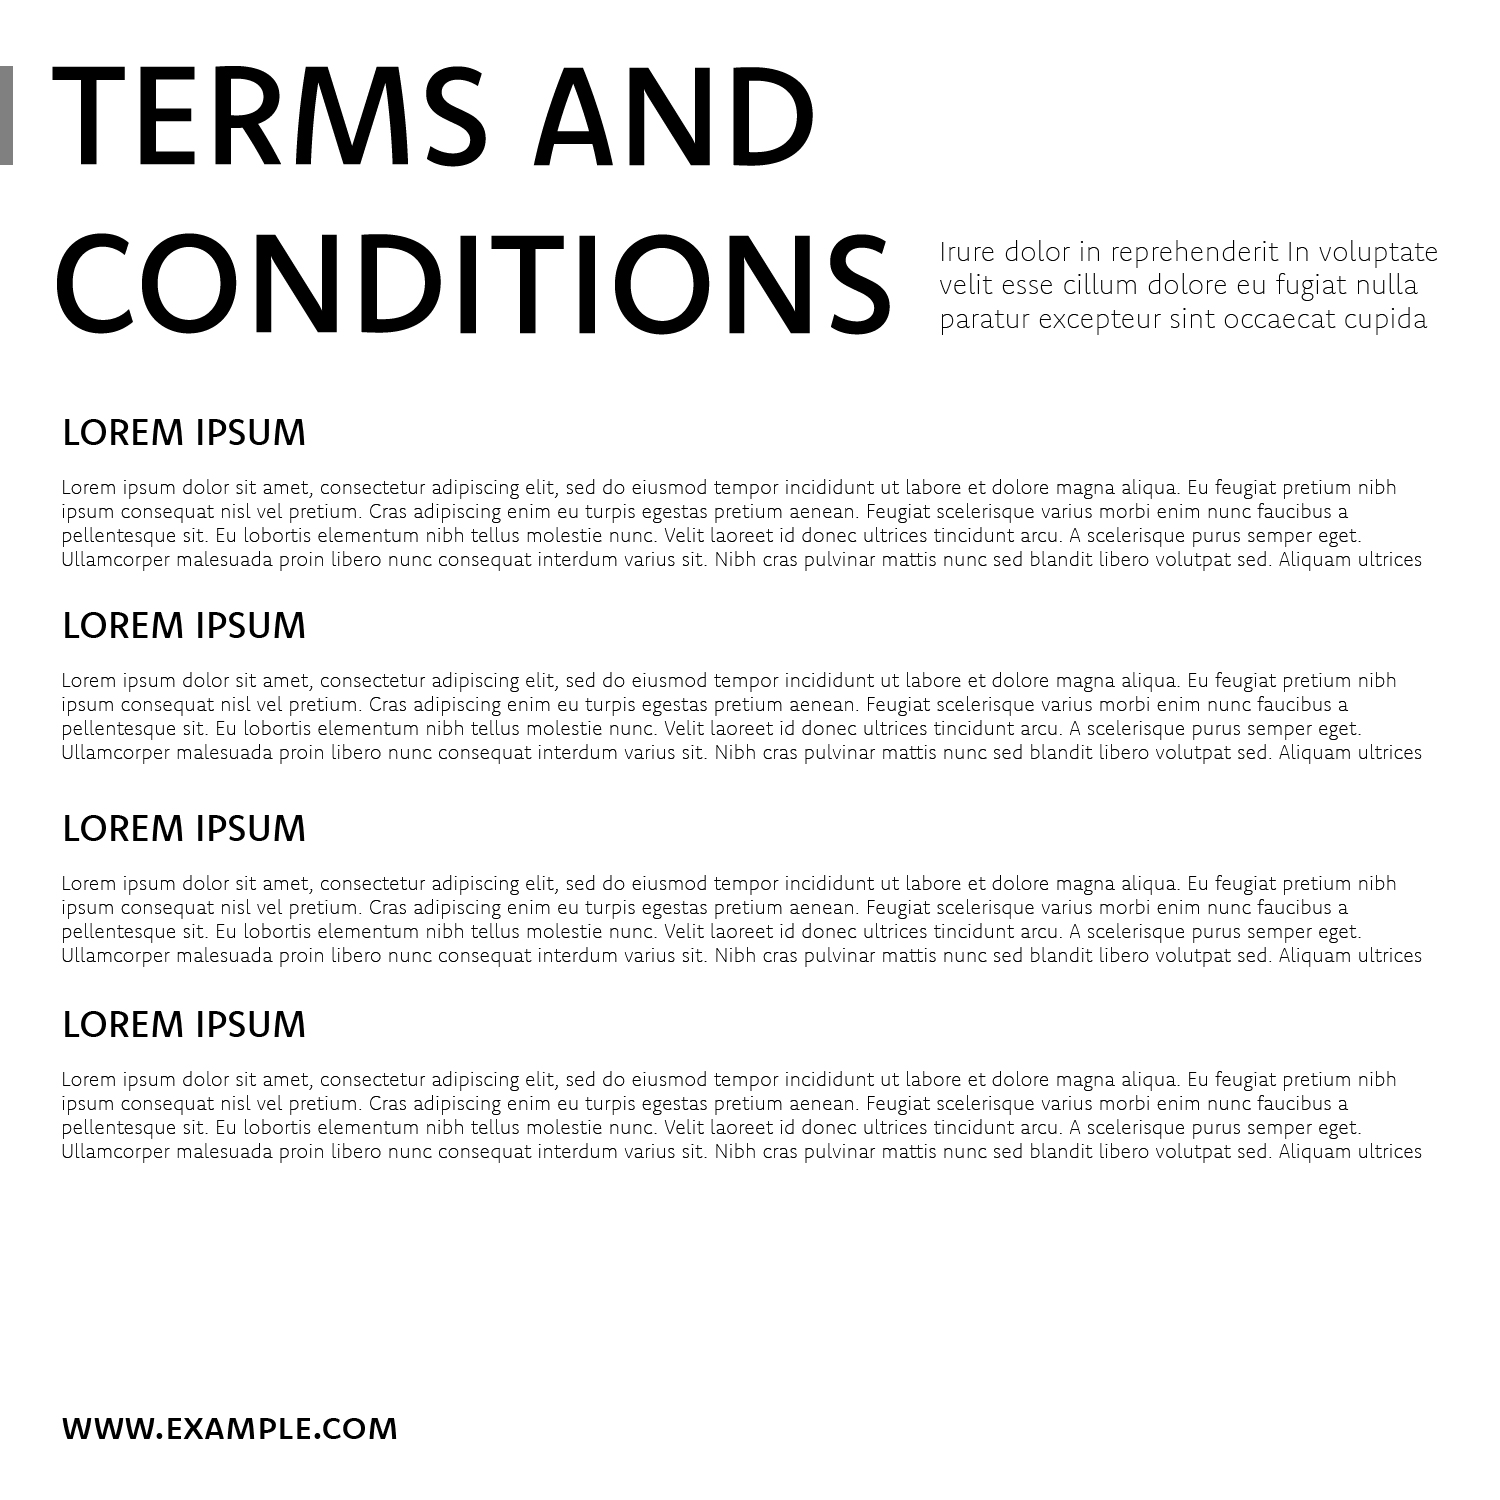 TERMS AND
CONDITIONS
Irure dolor in reprehenderit In voluptate
velit esse cillum dolore eu fugiat nulla
paratur excepteur sint occaecat cupida
LOREM IPSUM
Lorem ipsum dolor sit amet, consectetur adipiscing elit, sed do eiusmod tempor incididunt ut labore et dolore magna aliqua. Eu feugiat pretium nibh
ipsum consequat nisl vel pretium. Cras adipiscing enim eu turpis egestas pretium aenean. Feugiat scelerisque varius morbi enim nunc faucibus a
pellentesque sit. Eu lobortis elementum nibh tellus molestie nunc. Velit laoreet id donec ultrices tincidunt arcu. A scelerisque purus semper eget.
Ullamcorper malesuada proin libero nunc consequat interdum varius sit. Nibh cras pulvinar mattis nunc sed blandit libero volutpat sed. Aliquam ultrices
LOREM IPSUM
Lorem ipsum dolor sit amet, consectetur adipiscing elit, sed do eiusmod tempor incididunt ut labore et dolore magna aliqua. Eu feugiat pretium nibh
ipsum consequat nisl vel pretium. Cras adipiscing enim eu turpis egestas pretium aenean. Feugiat scelerisque varius morbi enim nunc faucibus a
pellentesque sit. Eu lobortis elementum nibh tellus molestie nunc. Velit laoreet id donec ultrices tincidunt arcu. A scelerisque purus semper eget.
Ullamcorper malesuada proin libero nunc consequat interdum varius sit. Nibh cras pulvinar mattis nunc sed blandit libero volutpat sed. Aliquam ultrices
LOREM IPSUM
Lorem ipsum dolor sit amet, consectetur adipiscing elit, sed do eiusmod tempor incididunt ut labore et dolore magna aliqua. Eu feugiat pretium nibh
ipsum consequat nisl vel pretium. Cras adipiscing enim eu turpis egestas pretium aenean. Feugiat scelerisque varius morbi enim nunc faucibus a
pellentesque sit. Eu lobortis elementum nibh tellus molestie nunc. Velit laoreet id donec ultrices tincidunt arcu. A scelerisque purus semper eget.
Ullamcorper malesuada proin libero nunc consequat interdum varius sit. Nibh cras pulvinar mattis nunc sed blandit libero volutpat sed. Aliquam ultrices
LOREM IPSUM
Lorem ipsum dolor sit amet, consectetur adipiscing elit, sed do eiusmod tempor incididunt ut labore et dolore magna aliqua. Eu feugiat pretium nibh
ipsum consequat nisl vel pretium. Cras adipiscing enim eu turpis egestas pretium aenean. Feugiat scelerisque varius morbi enim nunc faucibus a
pellentesque sit. Eu lobortis elementum nibh tellus molestie nunc. Velit laoreet id donec ultrices tincidunt arcu. A scelerisque purus semper eget.
Ullamcorper malesuada proin libero nunc consequat interdum varius sit. Nibh cras pulvinar mattis nunc sed blandit libero volutpat sed. Aliquam ultrices
WWW.EXAMPLE.COM